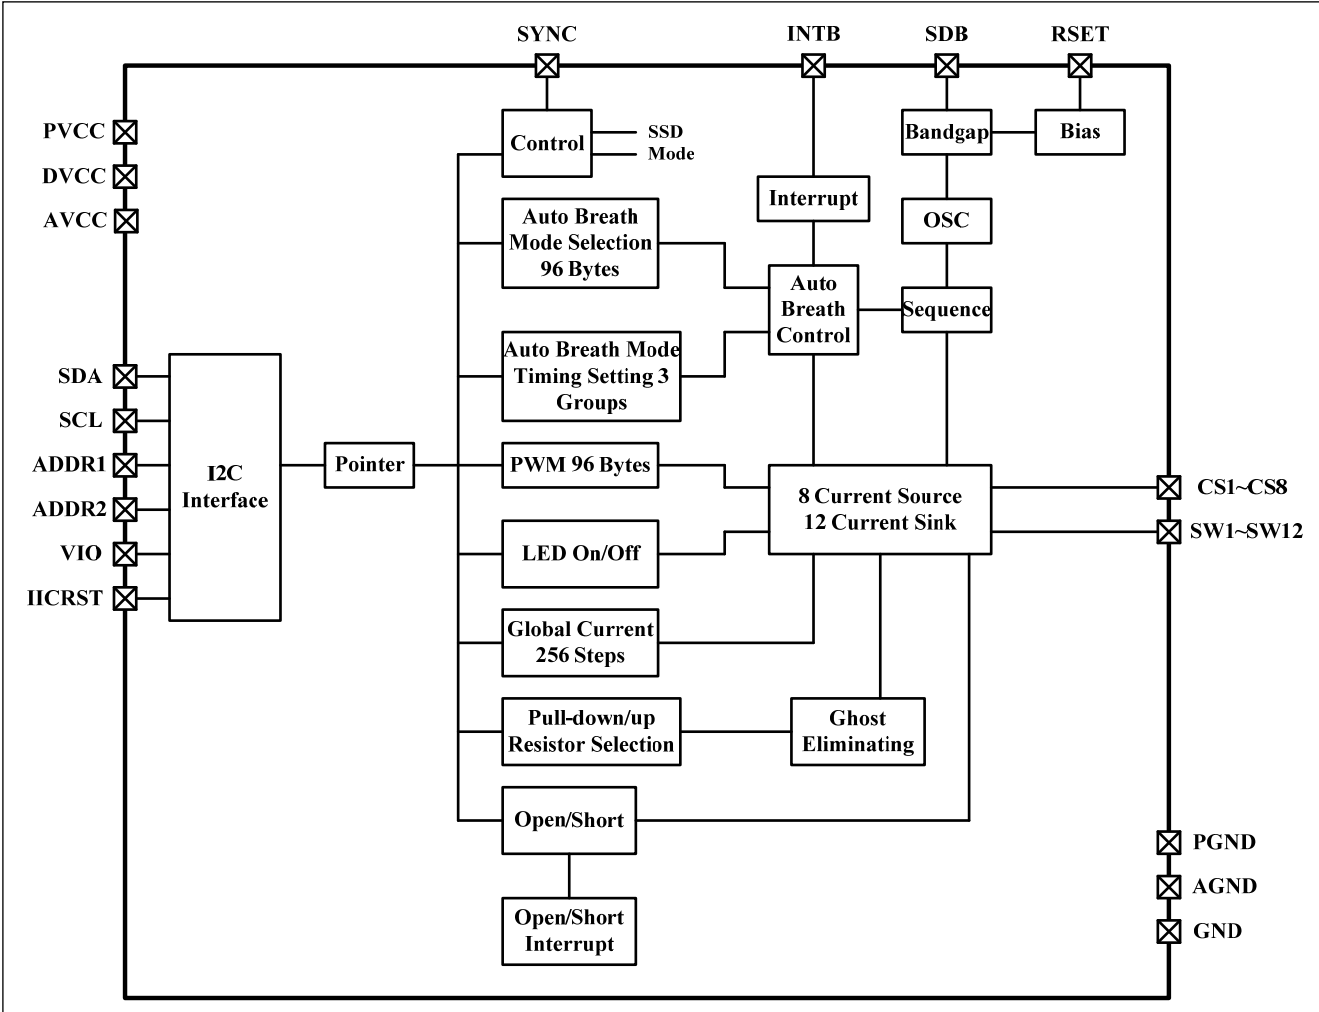 SYNC
INTB
SDB
RSET
PVCC
DVCC
AVCC
Control
SSD
Mode
Bandgap
Bias
Interrupt
OSC
Auto Breath
Mode Selection
96 Bytes
Auto
Breath
Control
Sequence
Auto Breath Mode
Timing Setting 3
Groups
SDA
SCL
ADDR1
ADDR2
VIO
IICRST
I2C
Interface
Pointer
PWM 96 Bytes
8 Current Source
12 Current Sink
CS1~CS8
SW1~SW12
LED On/Off
Global Current
256 Steps
Pull-down/up
Resistor Selection
Ghost
Eliminating
Open/Short
Open/Short
Interrupt
PGND
AGND
GND